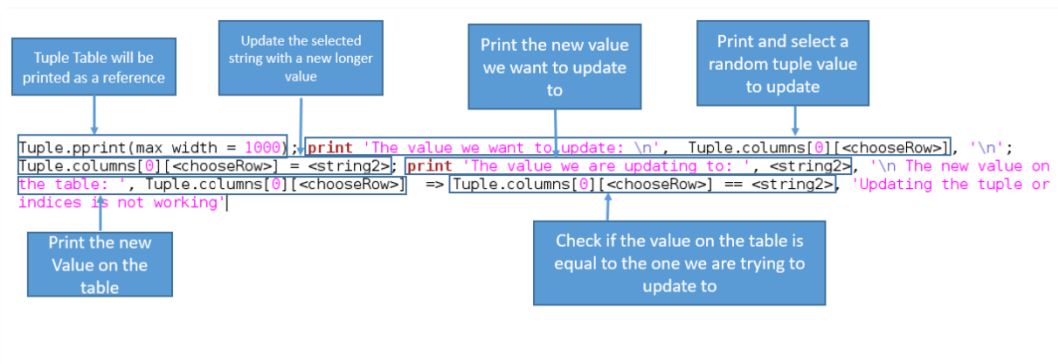 Tuple Table will be
printed as a reference
Update the selected
string with a new longer
value
Print the new value
we want to update
to
Print and select a
random tuple value
to update
Tuple.pprint(max width = 1000); print 'The value we want to update: \n',  Tuple.columns[0][<chooseRow>], '\n';
Tuple.columns[0][<chooseRow>] = <string2>; print 'The value we are updating to: ', <string2>, '\n The new value on
the table: ', Tuple.columns[0][<chooseRow>]  => Tuple.columns[0][<chooseRow>] == <string2>, 'Updating the tuple or
indices is not working'
Print the new
Value on the
table
Check if the value on the table is
equal to the one we are trying to
update to